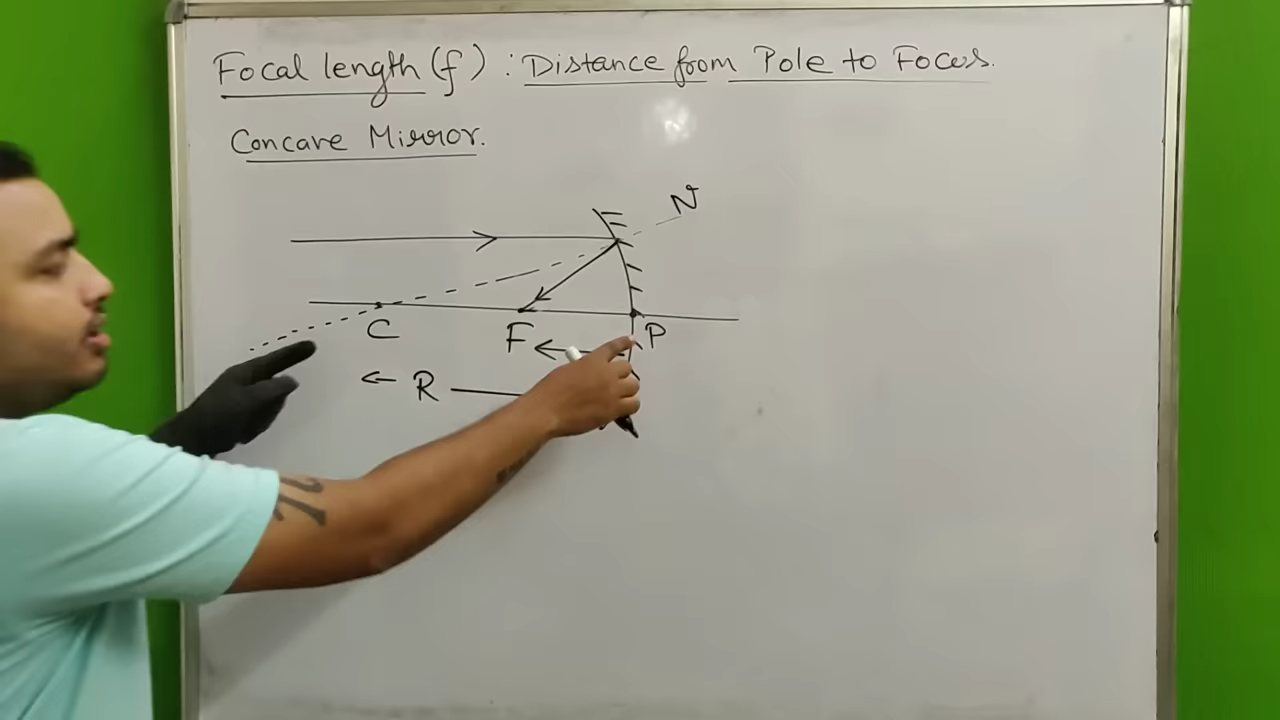 Focal length (f) : Distance from Pole to Focus.
Concave Mirror.
N
C F P
R